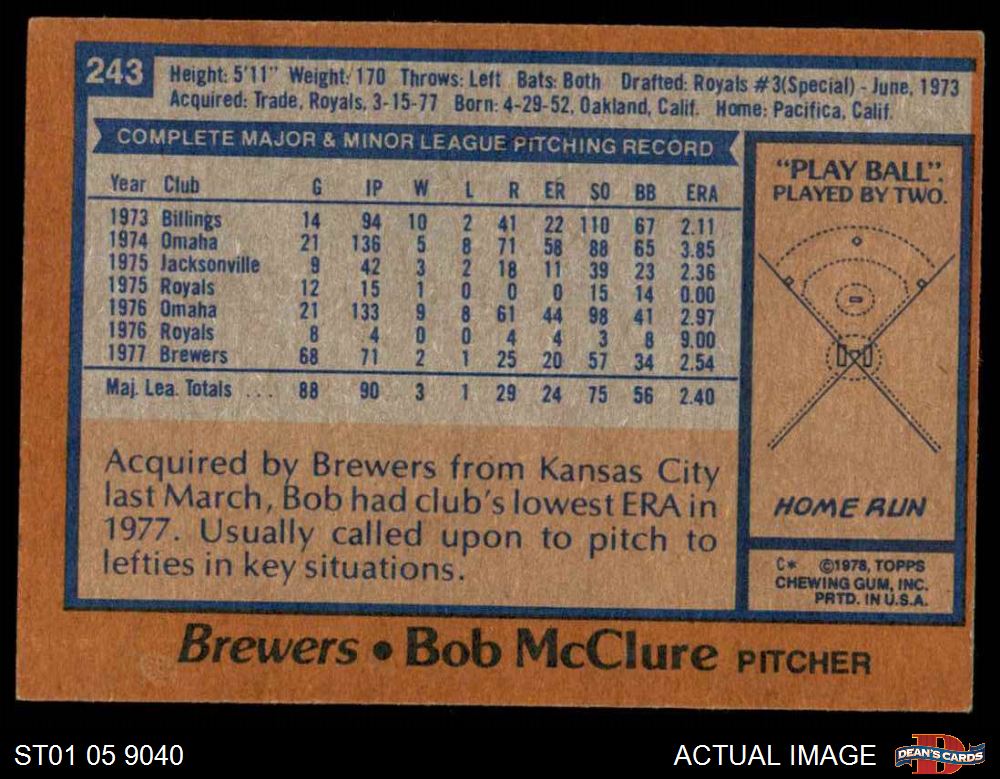 243
Height: 5'11" Weight: 170 Throws: Left Bats: Both Drafted: Royals #3(Special) - June, 1973
Acquired: Trade, Royals, 3-15-77 Born: 4-29-52, Oakland, Calif. Home: Pacifica, Calif.
COMPLETE MAJOR & MINOR LEAGUE PITCHING RECORD
Year Club G IP W L R ER SO BB ERA
1973 Billings 14 94 10 2 41 22 110 67 2.11
1974 Omaha 21 136 5 8 71 58 88 65 3.85
1975 Jacksonville 9 42 3 2 18 11 39 23 2.36
1975 Royals 12 15 1 0 0 0 15 14 0.00
1976 Omaha 21 133 9 8 61 44 98 41 2.97
1976 Royals 8 4 0 0 4 4 3 8 9.00
1977 Brewers 68 71 2 1 25 20 57 34 2.54
Maj. Lea. Totals ... 88 90 3 1 29 24 75 56 2.40
Acquired by Brewers from Kansas City
last March, Bob had club's lowest ERA in
1977. Usually called upon to pitch to
lefties in key situations.
"PLAY BALL".
PLAYED BY TWO.
HOME RUN
C* ©1978, TOPPS
CHEWING GUM, INC.
PRTD. IN U.S.A.
Brewers • Bob McClure PITCHER
ST01 05 9040
ACTUAL IMAGE
D
DEAN'S CARDS